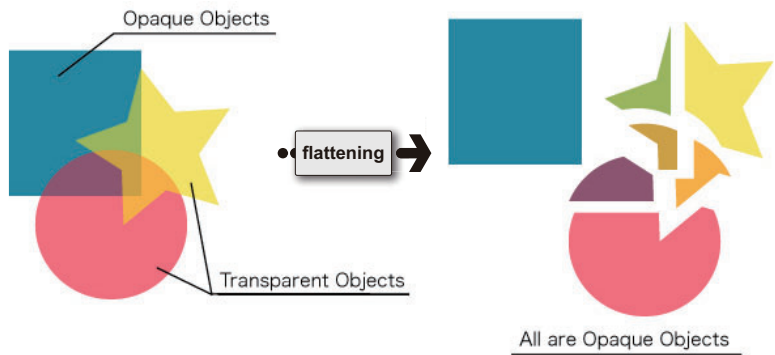 Opaque Objects
flattening
Transparent Objects
All are Opaque Objects